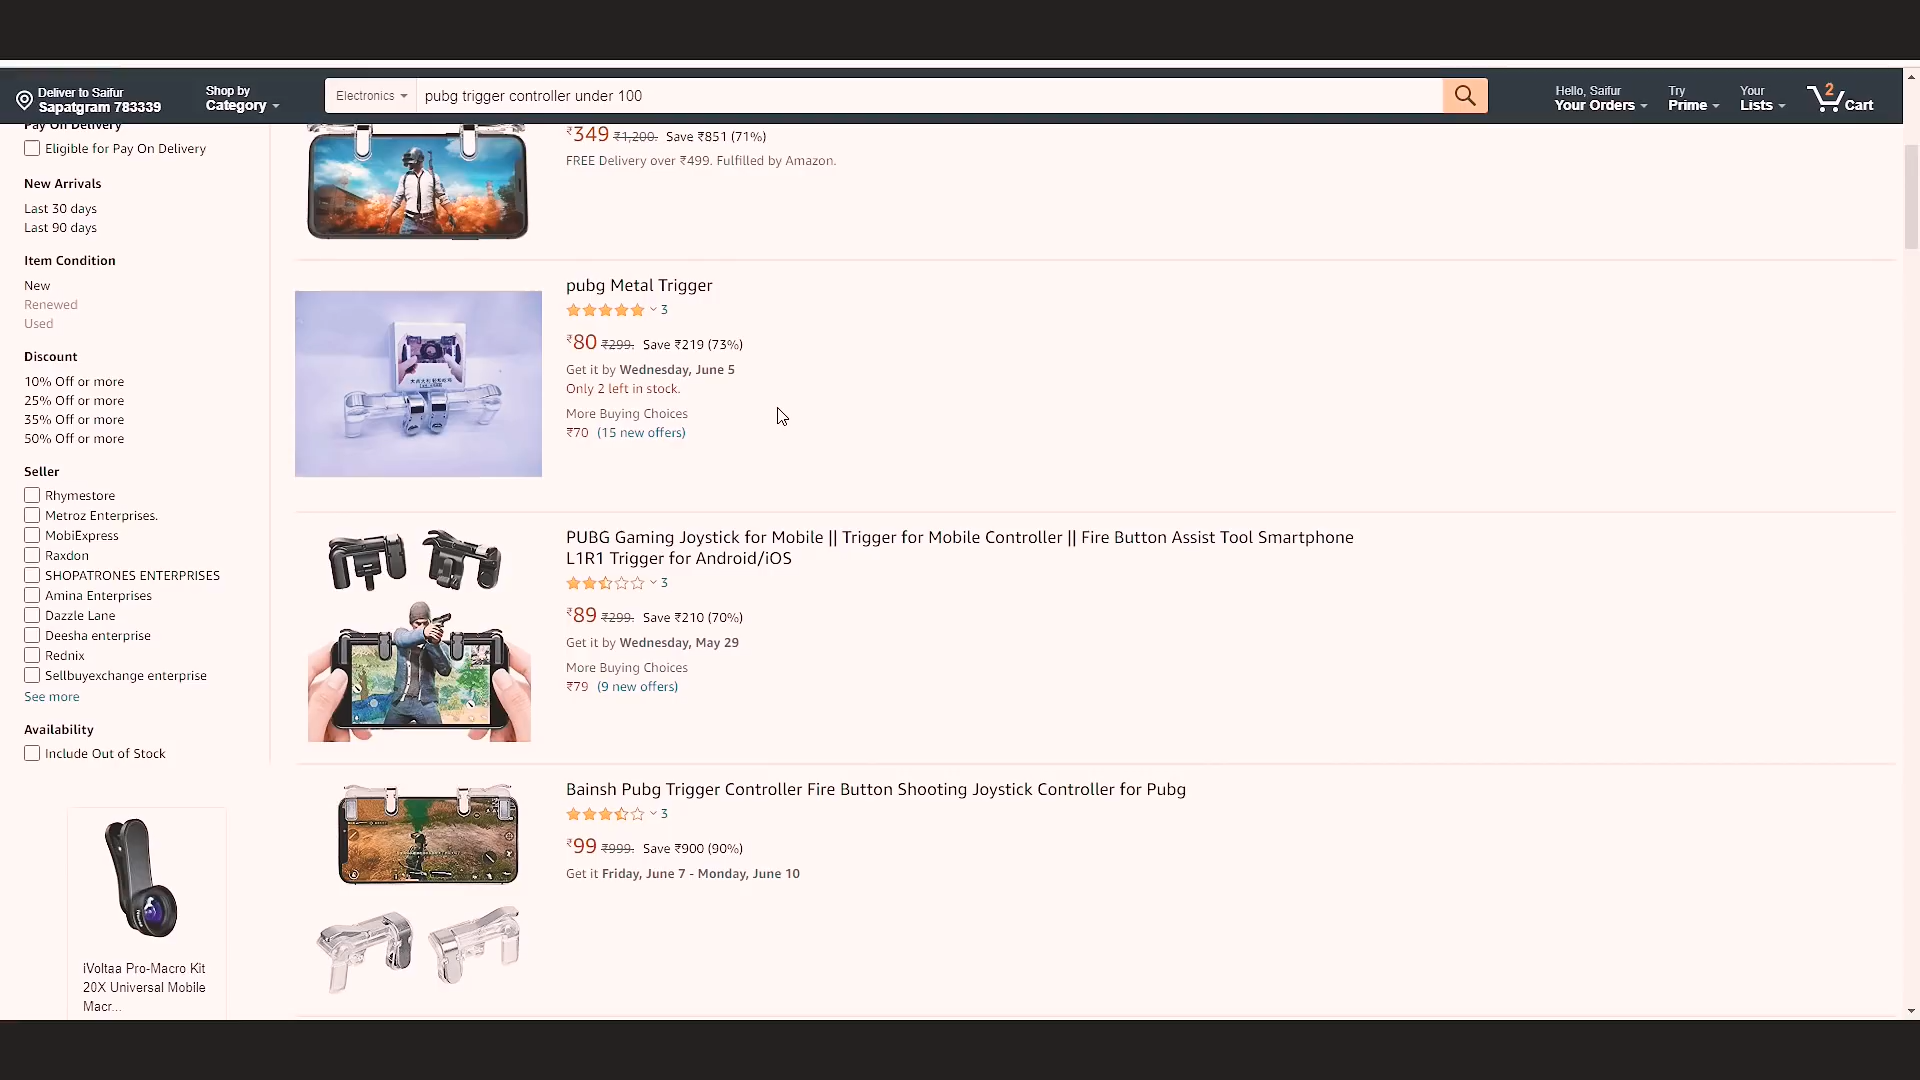 Deliver to Saifur
Sapatgram 783339
Shop by
Category
Electronics
pubg trigger controller under 100
Hello, Saifur
Your Orders
Try
Prime
Your
Lists
2
Cart
Pay On Delivery
Eligible for Pay On Delivery
New Arrivals
Last 30 days
Last 90 days
Item Condition
New
Renewed
Used
Discount
10% Off or more
25% Off or more
35% Off or more
50% Off or more
Seller
Rhymestore
Metroz Enterprises.
MobiExpress
Raxdon
SHOPATRONES ENTERPRISES
Amina Enterprises
Dazzle Lane
Deesha enterprise
Rednix
Sellbuyexchange enterprise
See more
Availability
Include Out of Stock
iVoltaa Pro-Macro Kit
20X Universal Mobile
Macr...
₹349 ₹1,200. Save ₹851 (71%)
FREE Delivery over ₹499. Fulfilled by Amazon.
pubg Metal Trigger
3
₹80 ₹299. Save ₹219 (73%)
Get it by Wednesday, June 5
Only 2 left in stock.
More Buying Choices
₹70 (15 new offers)
PUBG Gaming Joystick for Mobile || Trigger for Mobile Controller || Fire Button Assist Tool Smartphone
L1R1 Trigger for Android/iOS
3
₹89 ₹299. Save ₹210 (70%)
Get it by Wednesday, May 29
More Buying Choices
₹79 (9 new offers)
Bainsh Pubg Trigger Controller Fire Button Shooting Joystick Controller for Pubg
3
₹99 ₹999. Save ₹900 (90%)
Get it Friday, June 7 - Monday, June 10